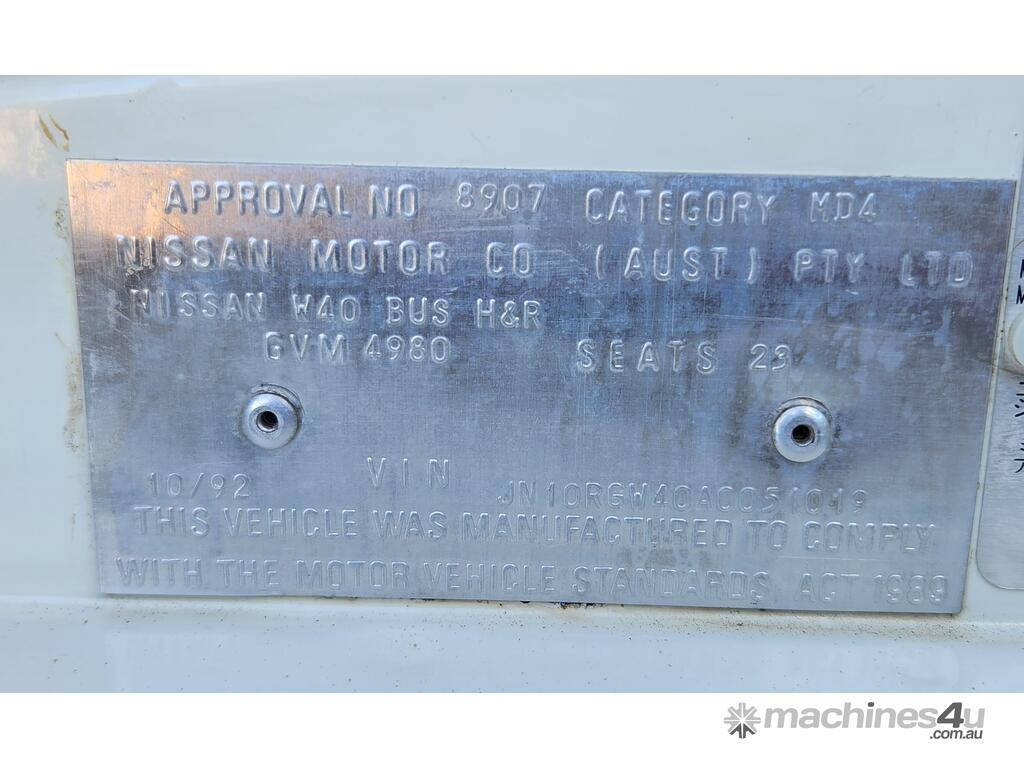 APPROVAL NO 8907 CATEGORY MD4
NISSAN MOTOR CO (AUST) PTY LTD
NISSAN W40 BUS H&R
GVM 4980 SEATS 23
10/92 VIN JN10RGW40A0051049
THIS VEHICLE WAS MANUFACTURED TO COMPLY
WITH THE MOTOR VEHICLE STANDARDS ACT 1989
machines4u
.com.au